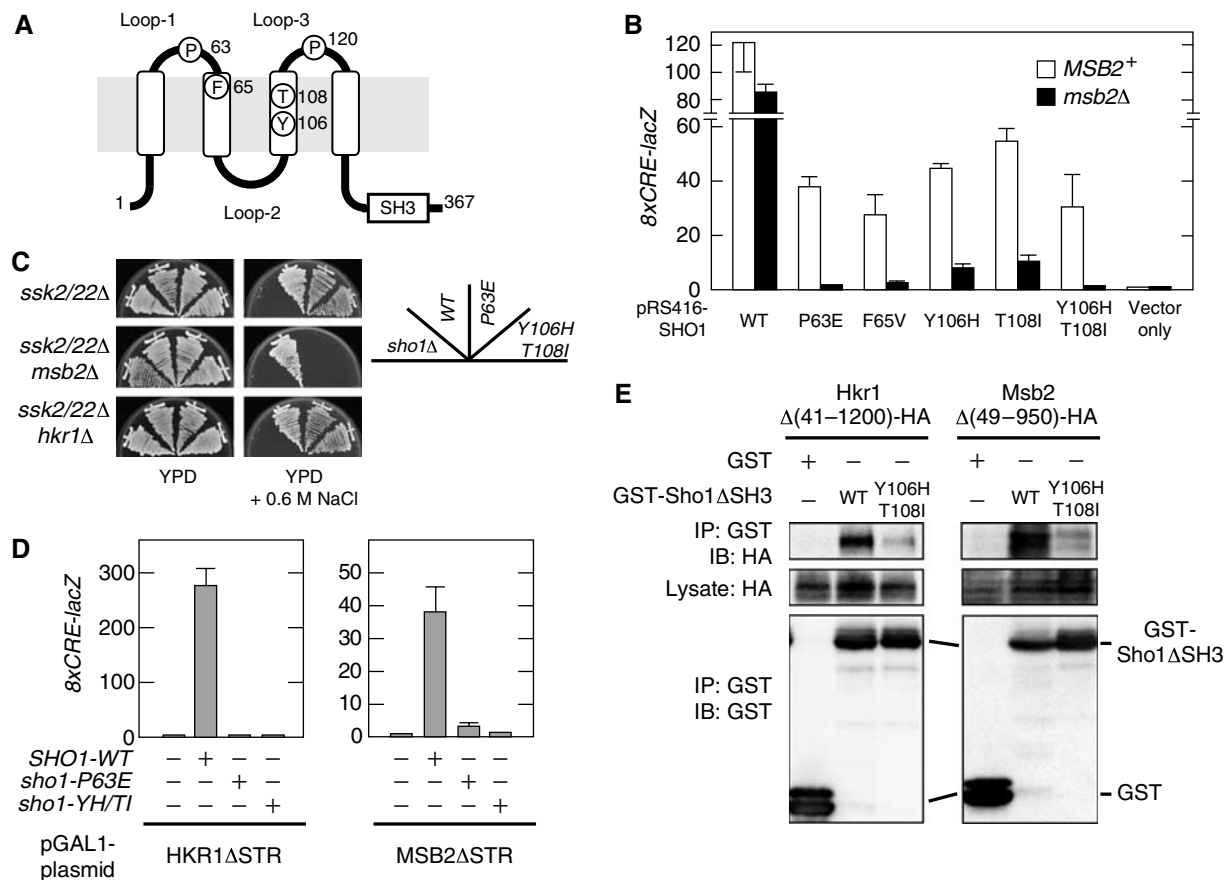 A
Loop-1
Loop-3
P 63
P 120
F 65
T 108
Y 106
1
Loop-2
SH3
367
B
8xCRE-lacZ
120
100
80
60
40
20
0
MSB2+
msb2Δ
pRS416-
SHO1
WT
P63E
F65V
Y106H
T108I
Y106H
T108I
Vector
only
C
ssk2/22Δ
ssk2/22Δ
msb2Δ
ssk2/22Δ
hkr1Δ
YPD
YPD
+ 0.6 M NaCl
sho1Δ
WT
P63E
Y106H
T108I
D
8xCRE-lacZ
300
200
100
0
50
40
30
20
10
0
SHO1-WT – + – – – + – –
sho1-P63E – – + – – – + –
sho1-YH/TI – – – + – – – +
pGAL1-
plasmid
HKR1ΔSTR
MSB2ΔSTR
E
Hkr1
Δ(41–1200)-HA
Msb2
Δ(49–950)-HA
GST + – – + – –
GST-Sho1ΔSH3 – WT Y106H T108I – WT Y106H T108I
IP: GST
IB: HA
Lysate: HA
IP: GST
IB: GST
GST-
Sho1ΔSH3
GST